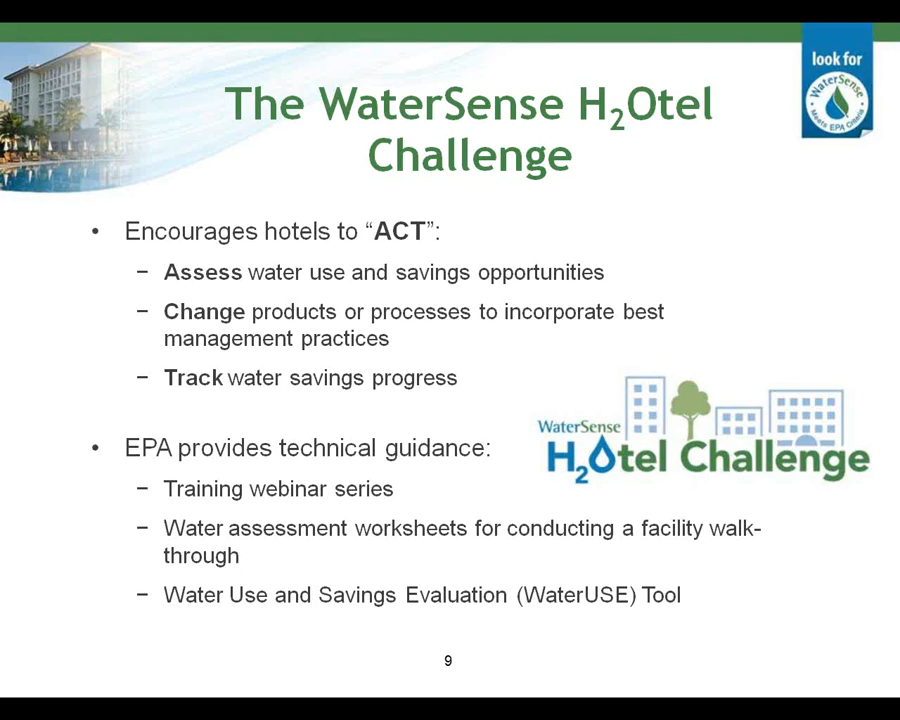 look for
WaterSense
Meets EPA Criteria
The WaterSense H₂Otel
Challenge
• Encourages hotels to “ACT”:
− Assess water use and savings opportunities
− Change products or processes to incorporate best
management practices
− Track water savings progress
WaterSense
H₂Otel Challenge
• EPA provides technical guidance:
− Training webinar series
− Water assessment worksheets for conducting a facility walk-
through
− Water Use and Savings Evaluation (WaterUSE) Tool
9